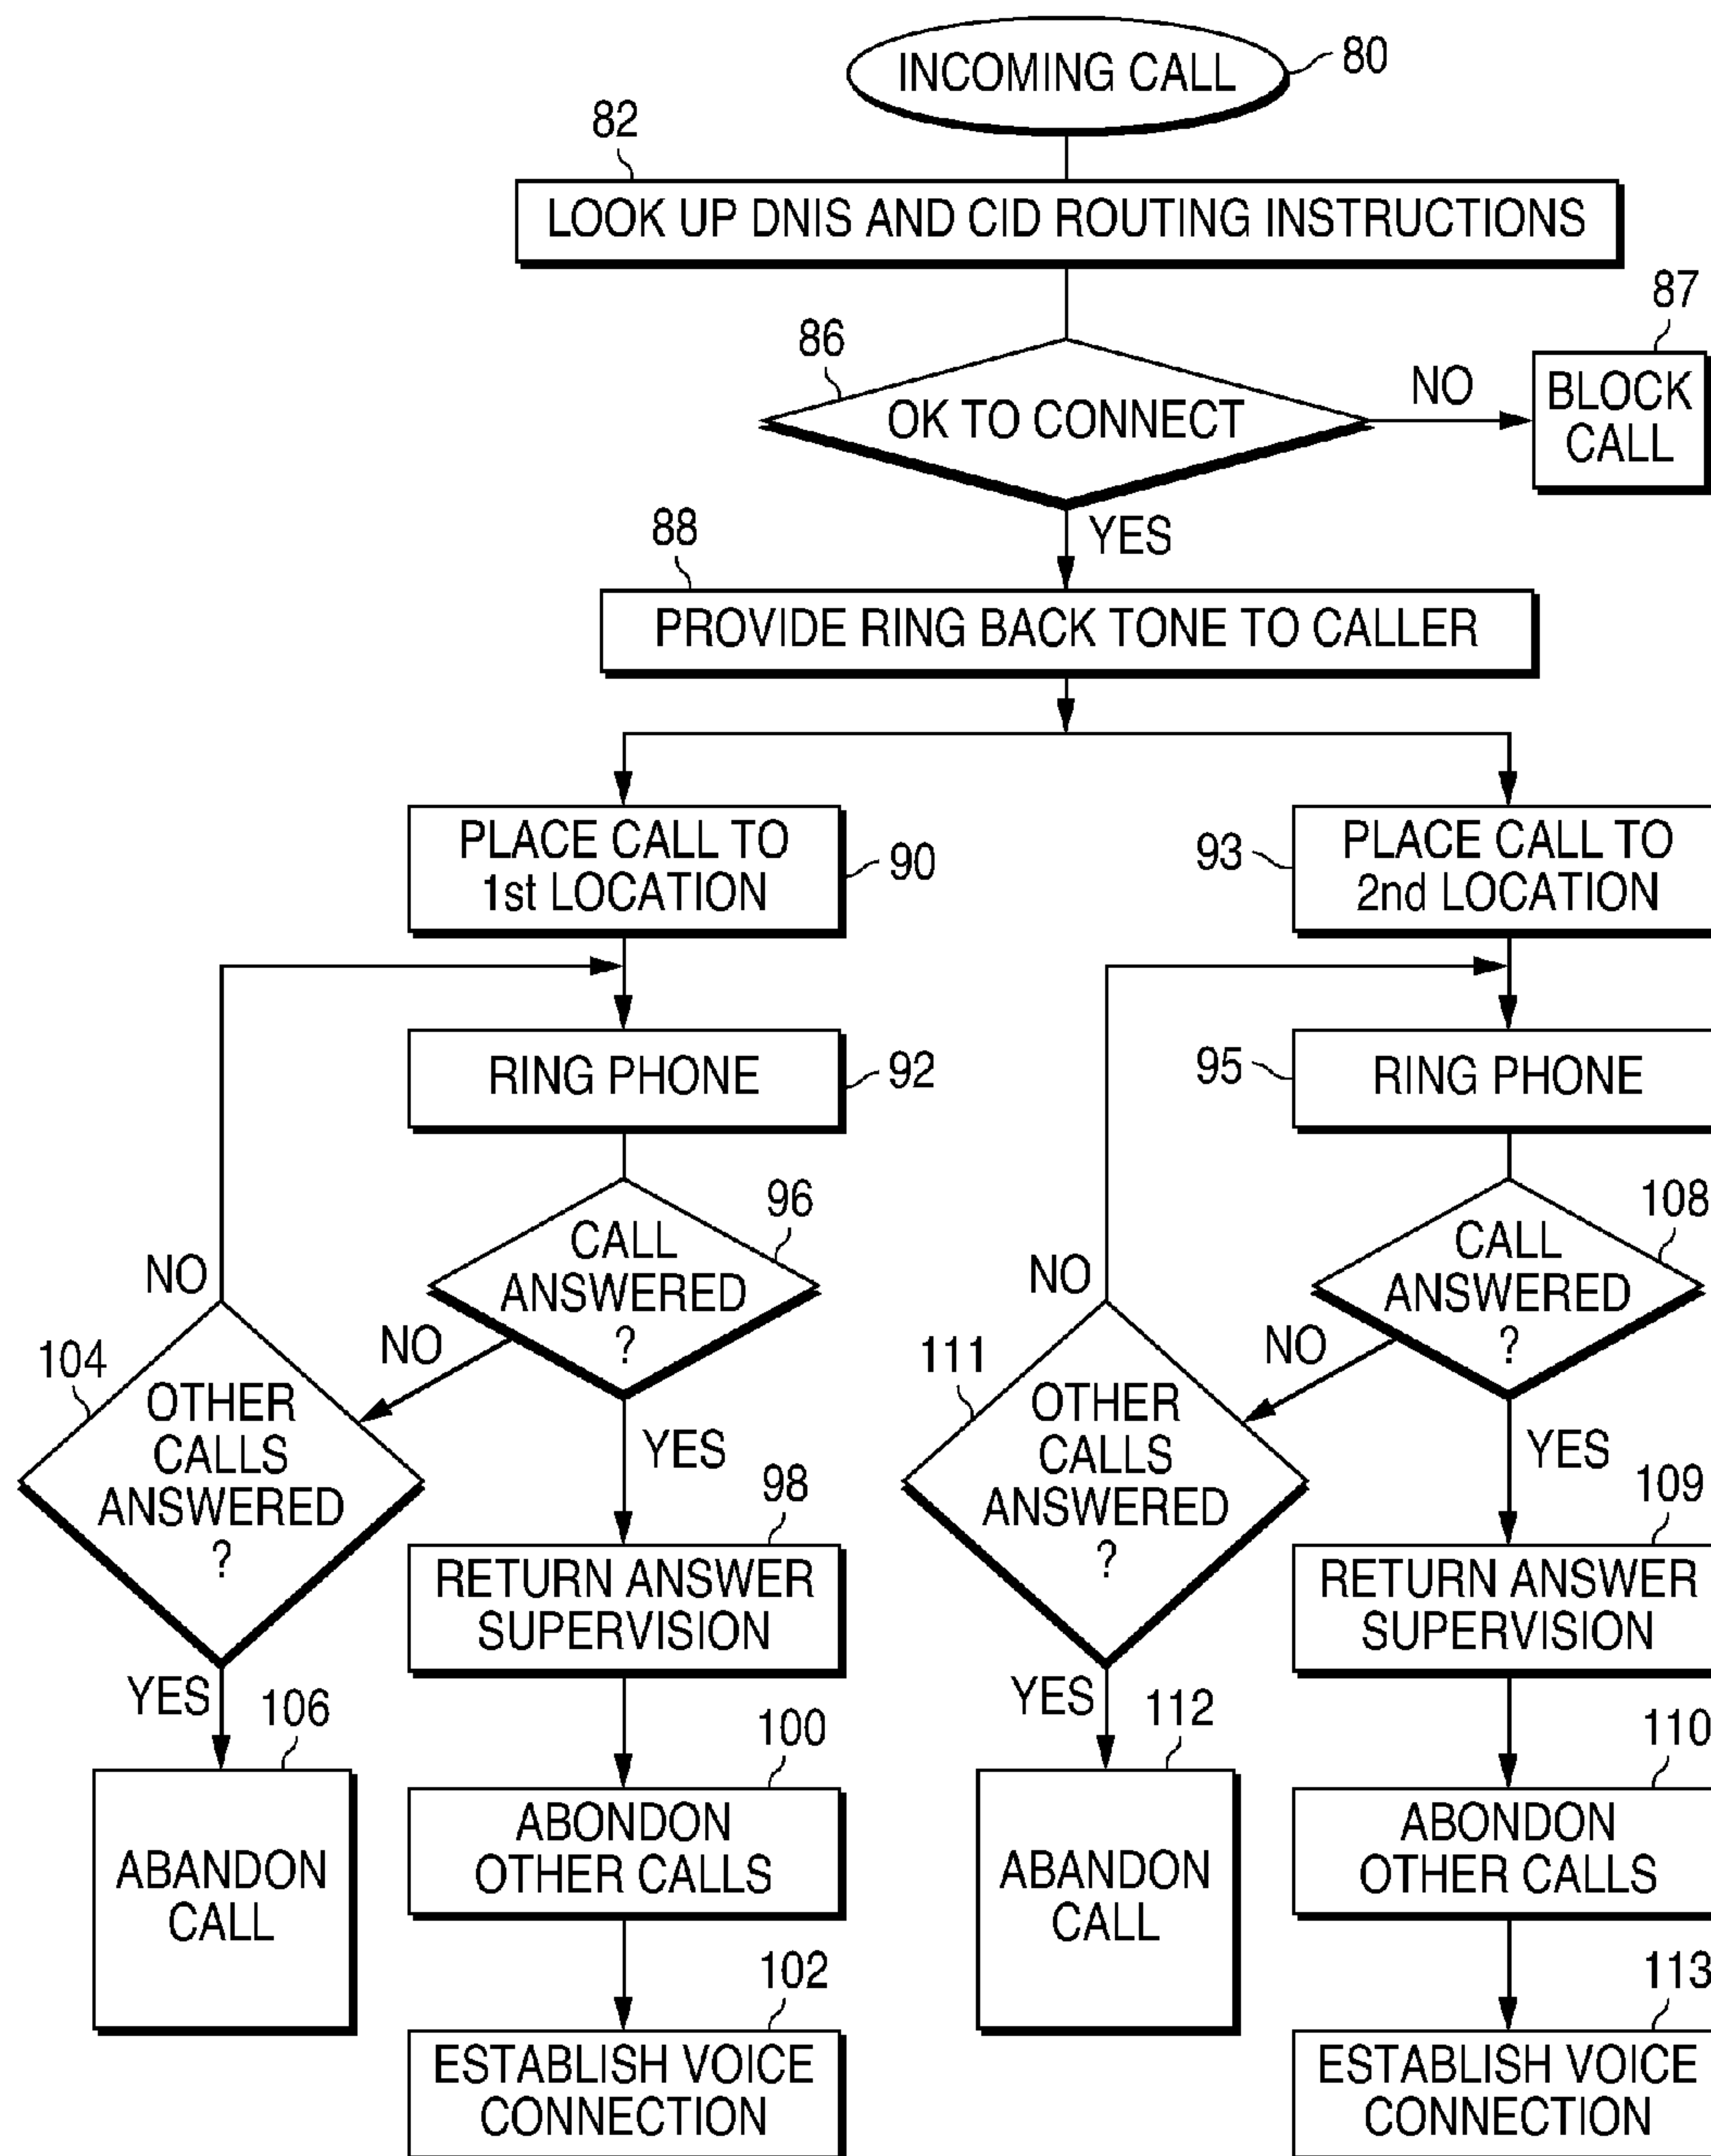 INCOMING CALL
80
82
LOOK UP DNIS AND CID ROUTING INSTRUCTIONS
86
OK TO CONNECT
NO
87
BLOCK
CALL
YES
88
PROVIDE RING BACK TONE TO CALLER
PLACE CALL TO
1st LOCATION
90
93
PLACE CALL TO
2nd LOCATION
RING PHONE
92
95
RING PHONE
96
CALL
ANSWERED
?
NO
YES
NO
104
OTHER
CALLS
ANSWERED
?
YES
106
ABANDON
CALL
98
RETURN ANSWER
SUPERVISION
100
ABONDON
OTHER CALLS
102
ESTABLISH VOICE
CONNECTION
108
CALL
ANSWERED
?
NO
YES
NO
111
OTHER
CALLS
ANSWERED
?
YES
112
ABANDON
CALL
109
RETURN ANSWER
SUPERVISION
110
ABONDON
OTHER CALLS
113
ESTABLISH VOICE
CONNECTION